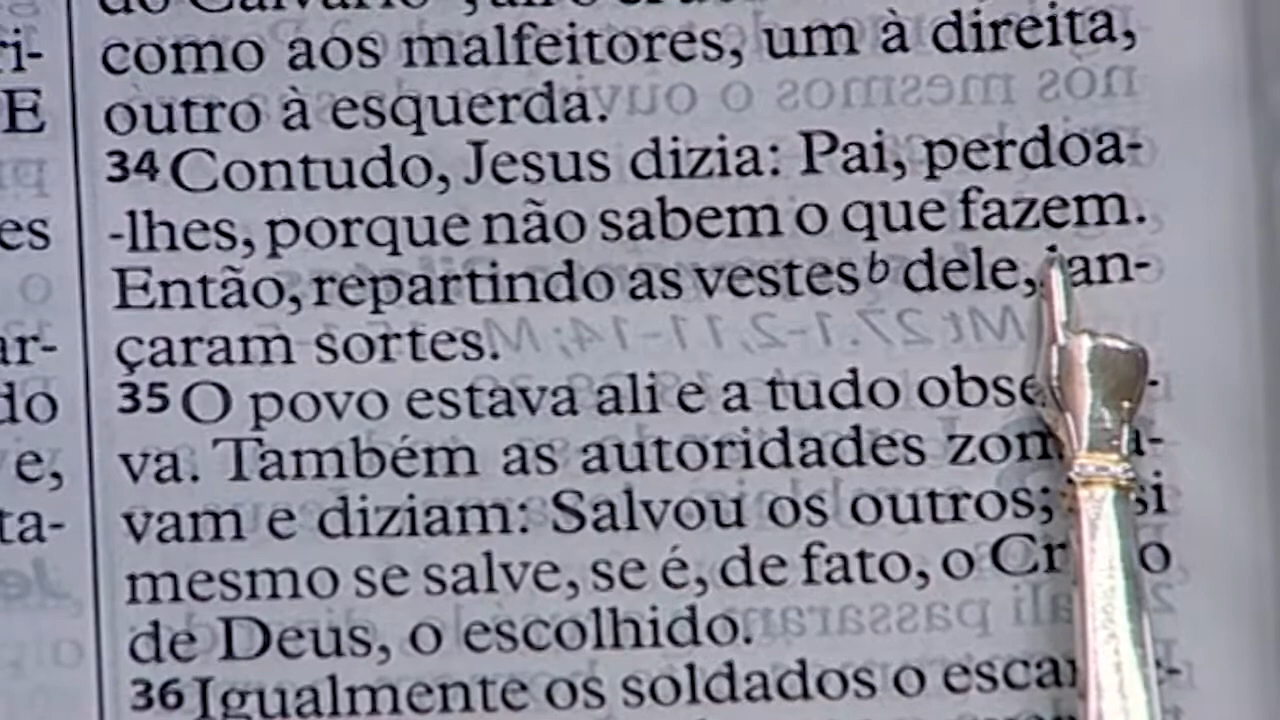 como aos malfeitores, um à direita,
outro à esquerda.
34 Contudo, Jesus dizia: Pai, perdoa-
-lhes, porque não sabem o que fazem.
Então, repartindo as vestes b dele, lan-
çaram sortes.
35 O povo estava ali e a tudo
va. Também as autoridades
vam e diziam: Salvou os outros; si
mesmo se salve, se é, de fato, o
de Deus, o escolhido.
36 Igualmente os soldados o